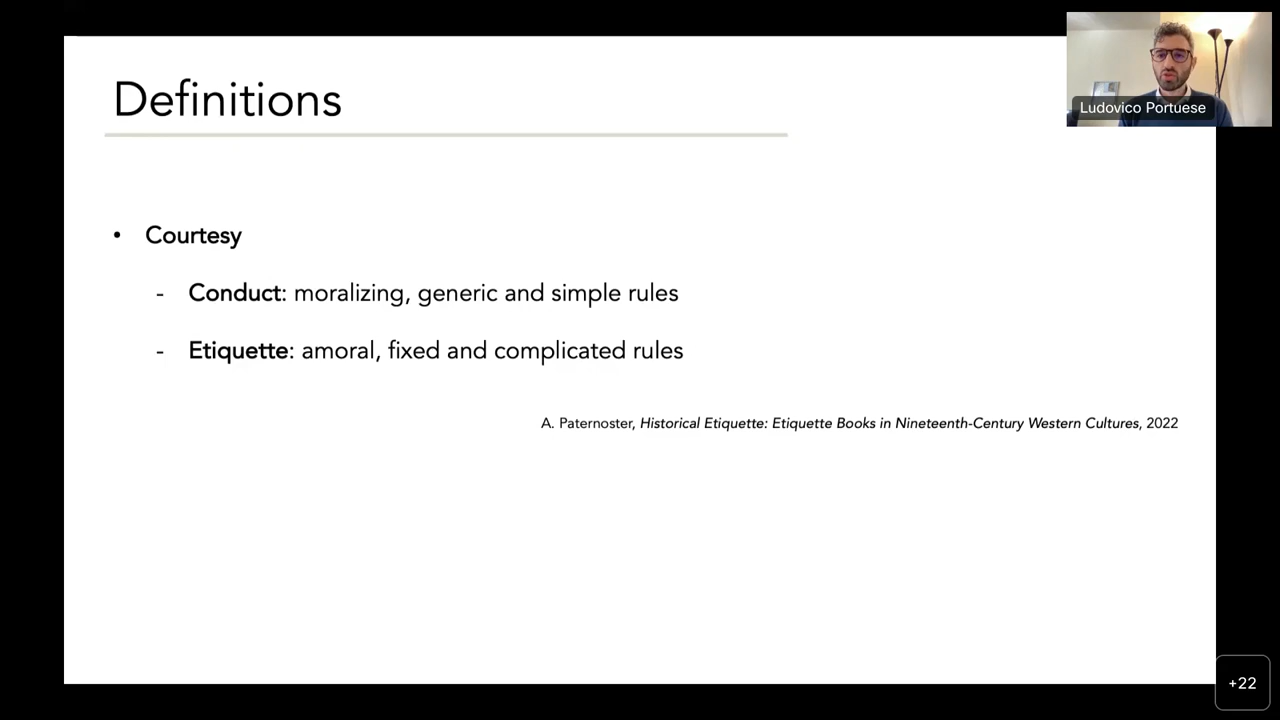 Definitions
Ludovico Portuese
• Courtesy
- Conduct: moralizing, generic and simple rules
- Etiquette: amoral, fixed and complicated rules
A. Paternoster, Historical Etiquette: Etiquette Books in Nineteenth-Century Western Cultures, 2022
+22